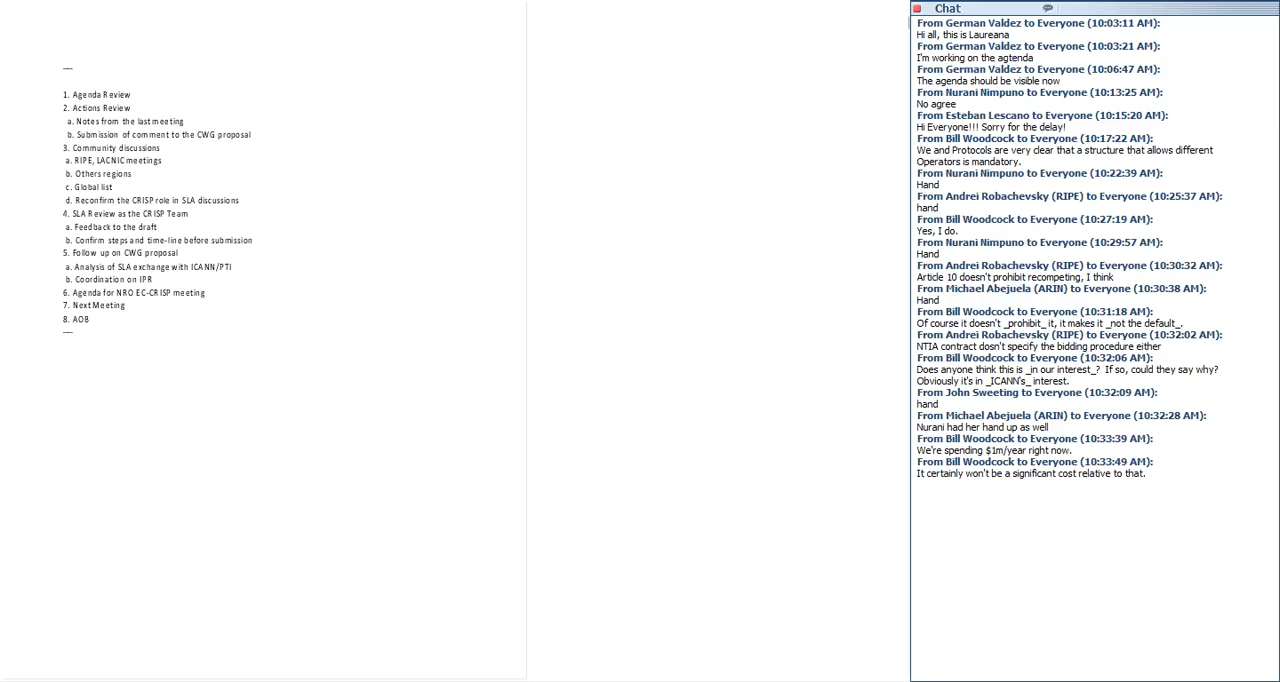 —
1. Agenda Review
2. Actions Review
a. Notes from the last meeting
b. Submission of comment to the CWG proposal
3. Community discussions
a. RIPE, LACNIC meetings
b. Others regions
c. Global list
d. Reconfirm the CRISP role in SLA discussions
4. SLA Review as the CRISP Team
a. Feedback to the draft
b. Confirm steps and time-line before submission
5. Follow up on CWG proposal
a. Analysis of SLA exchange with ICANN/PTI
b. Coordination on IPR
6. Agenda for NRO EC-CRISP meeting
7. Next Meeting
8. AOB
—
Chat
From German Valdez to Everyone (10:03:11 AM):
Hi all, this is Laureana
From German Valdez to Everyone (10:03:21 AM):
I'm working on the agtenda
From German Valdez to Everyone (10:06:47 AM):
The agenda should be visible now
From Nurani Nimpuno to Everyone (10:13:25 AM):
No agree
From Esteban Lescano to Everyone (10:15:20 AM):
Hi Everyone!!! Sorry for the delay!
From Bill Woodcock to Everyone (10:17:22 AM):
We and Protocols are very clear that a structure that allows different
Operators is mandatory.
From Nurani Nimpuno to Everyone (10:22:39 AM):
Hand
From Andrei Robachevsky (RIPE) to Everyone (10:25:37 AM):
hand
From Bill Woodcock to Everyone (10:27:19 AM):
Yes, I do.
From Nurani Nimpuno to Everyone (10:29:57 AM):
Hand
From Andrei Robachevsky (RIPE) to Everyone (10:30:32 AM):
Article 10 doesn't prohibit recompeting, I think
From Michael Abejuela (ARIN) to Everyone (10:30:38 AM):
Hand
From Bill Woodcock to Everyone (10:31:18 AM):
Of course it doesn't _prohibit_ it, it makes it _not the default_.
From Andrei Robachevsky (RIPE) to Everyone (10:32:02 AM):
NTIA contract dosn't specify the bidding procedure either
From Bill Woodcock to Everyone (10:32:06 AM):
Does anyone think this is _in our interest_? If so, could they say why?
Obviously it's in _ICANN's_ interest.
From John Sweeting to Everyone (10:32:09 AM):
hand
From Michael Abejuela (ARIN) to Everyone (10:32:28 AM):
Nurani had her hand up as well
From Bill Woodcock to Everyone (10:33:39 AM):
We're spending $1m/year right now.
From Bill Woodcock to Everyone (10:33:49 AM):
It certainly won't be a significant cost relative to that.